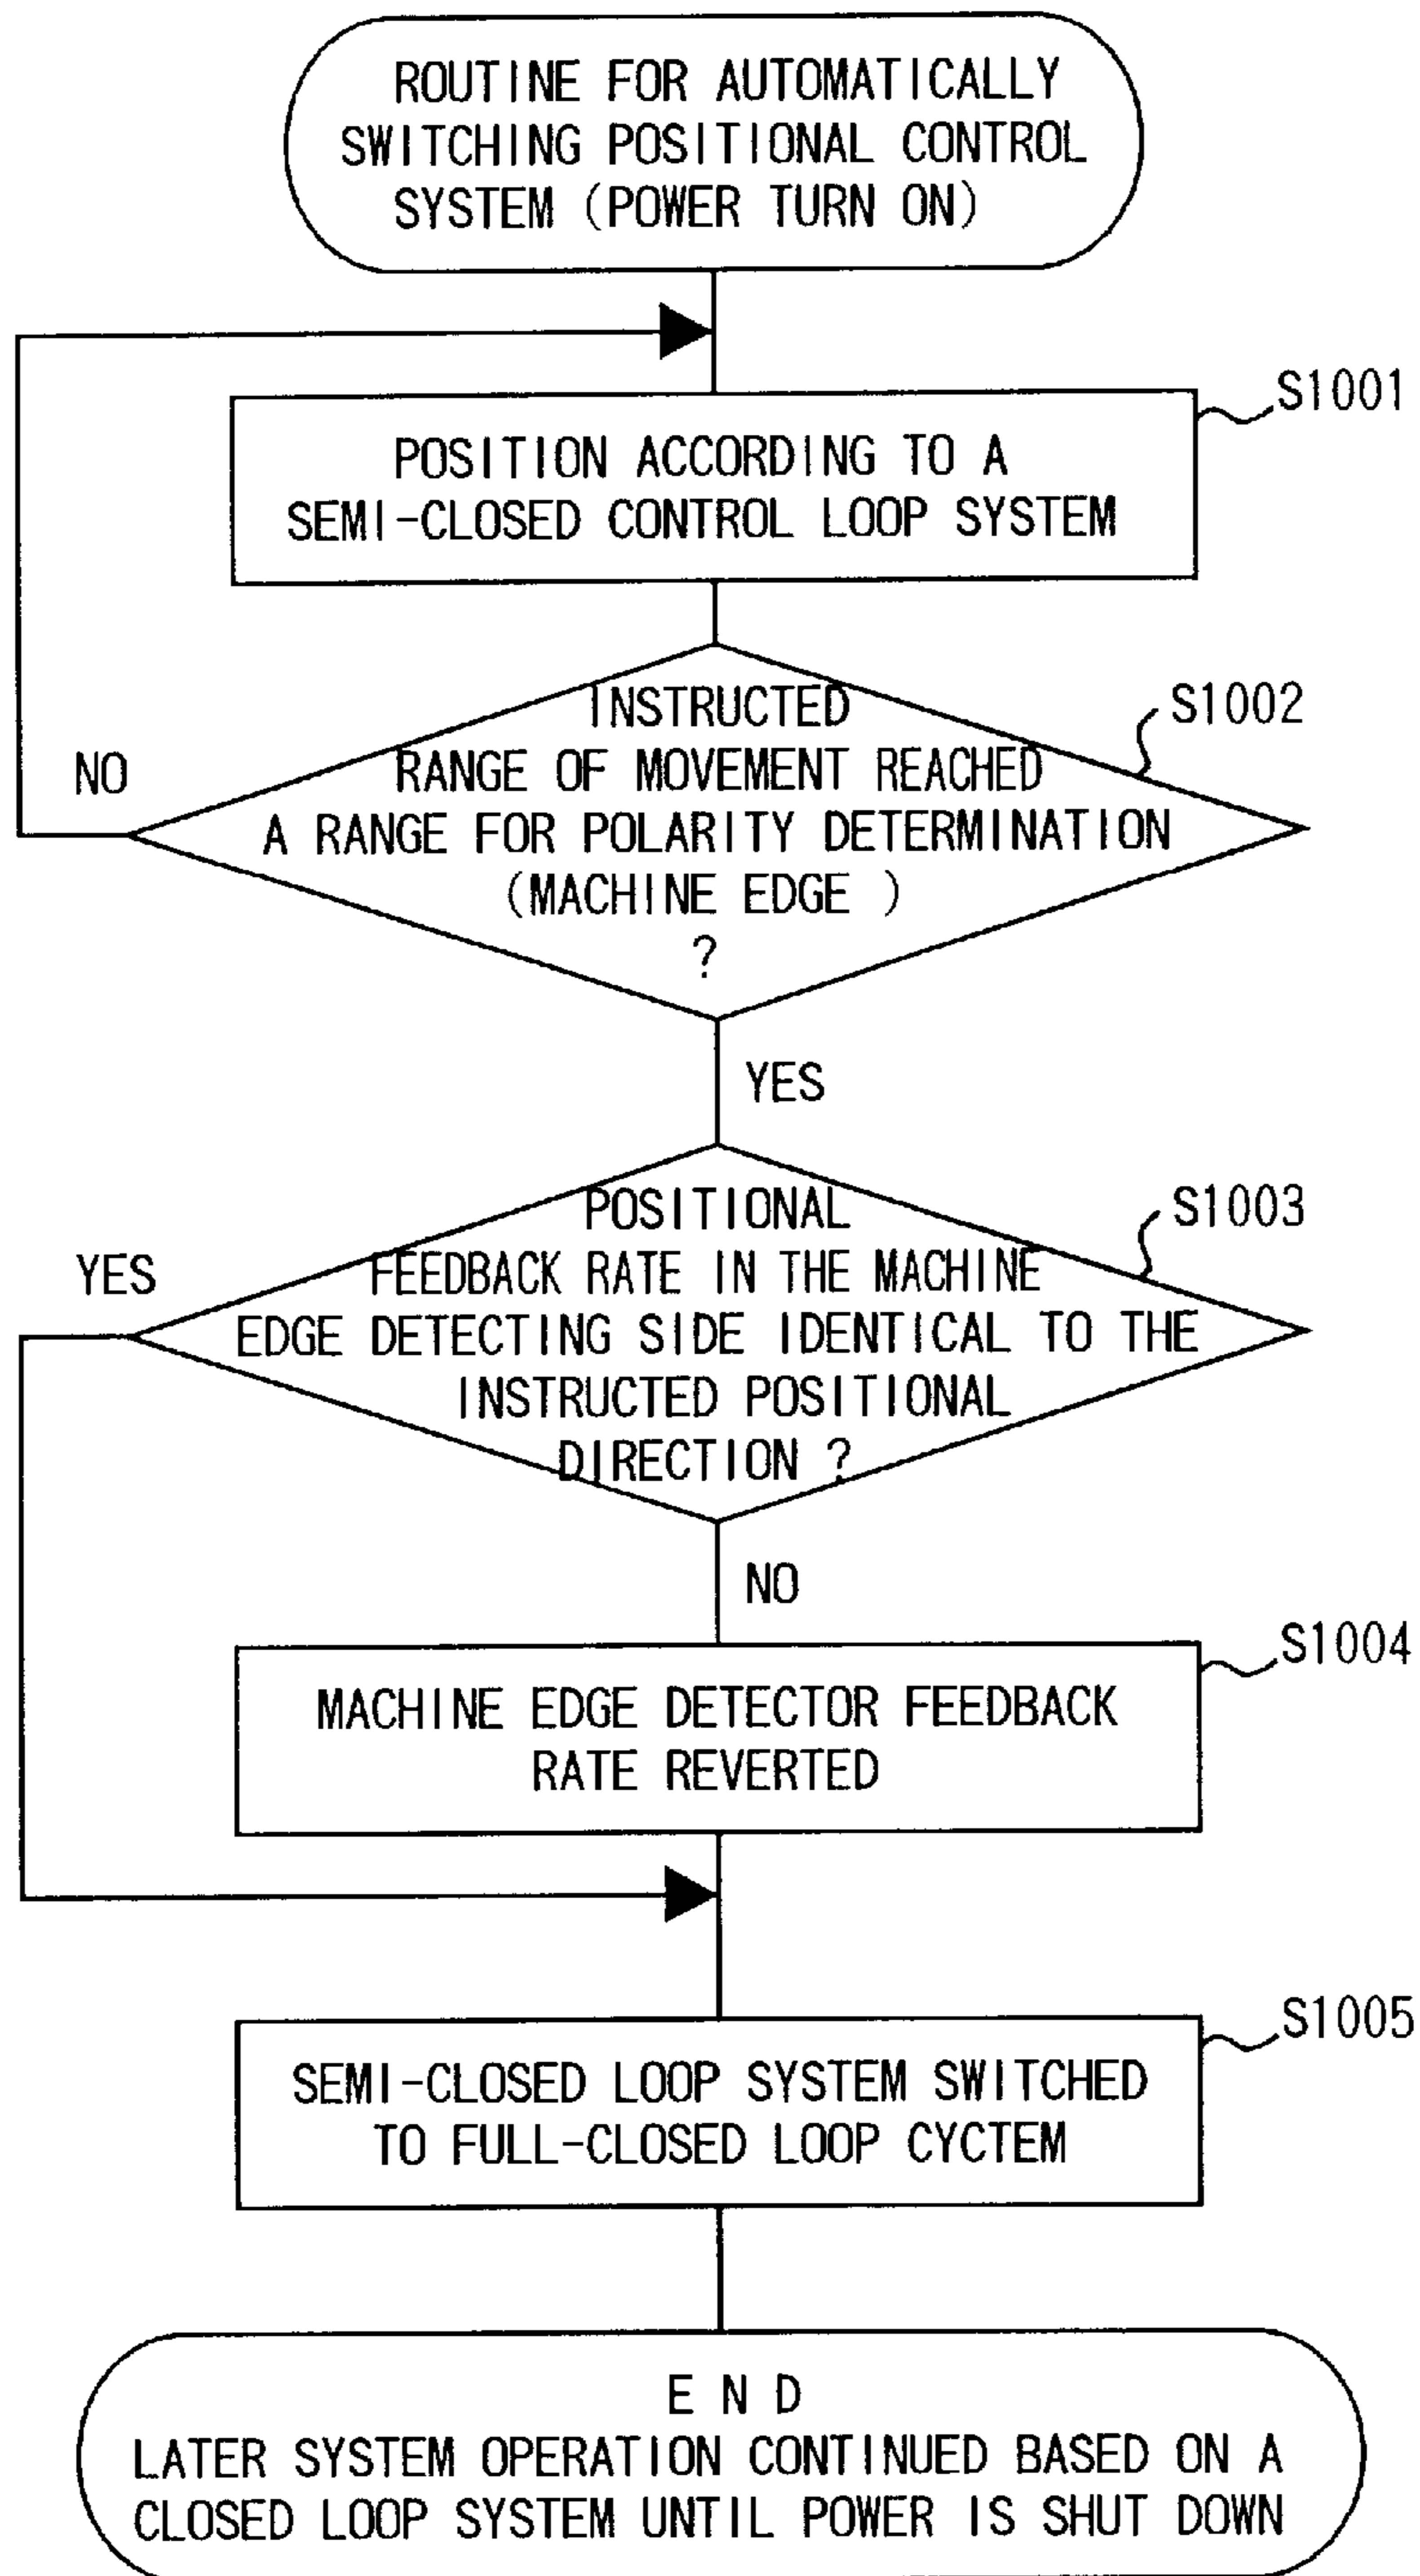 ROUTINE FOR AUTOMATICALLY
SWITCHING POSITIONAL CONTROL
SYSTEM (POWER TURN ON)
S1001
POSITION ACCORDING TO A
SEMI-CLOSED CONTROL LOOP SYSTEM
S1002
INSTRUCTED
RANGE OF MOVEMENT REACHED
A RANGE FOR POLARITY DETERMINATION
(MACHINE EDGE )
?
NO
YES
S1003
POSITIONAL
FEEDBACK RATE IN THE MACHINE
EDGE DETECTING SIDE IDENTICAL TO THE
INSTRUCTED POSITIONAL
DIRECTION ?
YES
NO
S1004
MACHINE EDGE DETECTOR FEEDBACK
RATE REVERTED
S1005
SEMI-CLOSED LOOP SYSTEM SWITCHED
TO FULL-CLOSED LOOP CYCTEM
E N D
LATER SYSTEM OPERATION CONTINUED BASED ON A
CLOSED LOOP SYSTEM UNTIL POWER IS SHUT DOWN